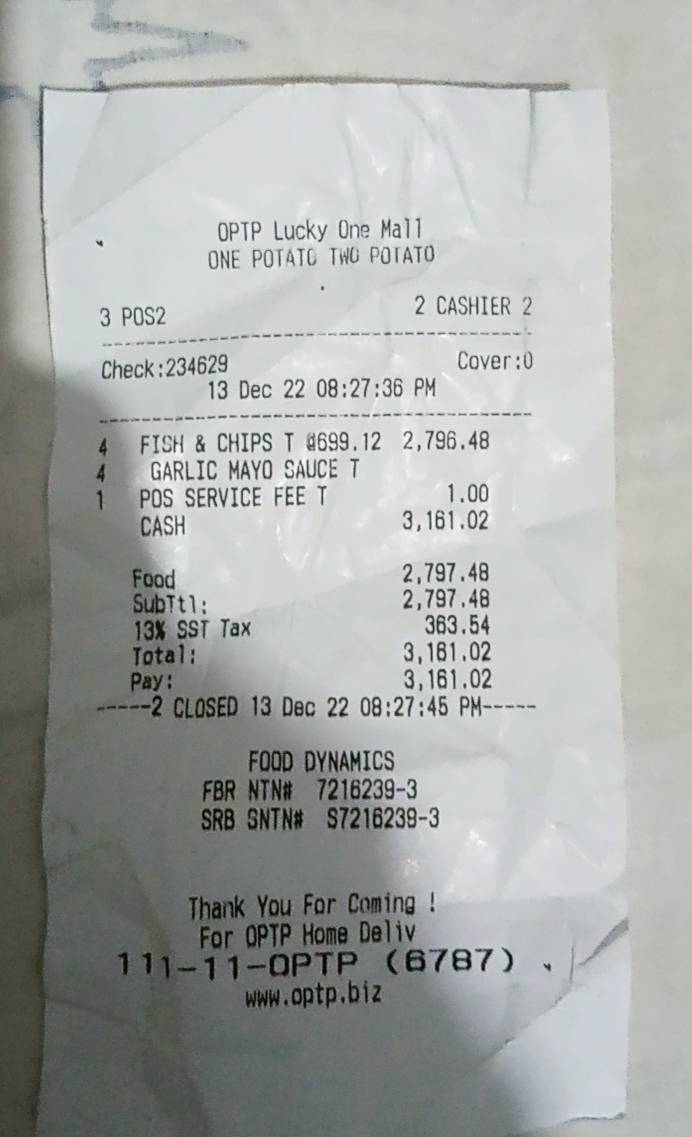 OPTP Lucky One Mall
ONE POTATO TWO POTATO
3 POS2 2 CASHIER 2
Check:234629 Cover:0
13 Dec 22 08:27:36 PM
4 FISH & CHIPS T @699.12 2,796.48
4 GARLIC MAYO SAUCE T
1 POS SERVICE FEE T 1.00
CASH 3,161.02
Food 2,797.48
SubTtl: 2,797.48
13% SST Tax 363.54
Total: 3,161.02
Pay: 3,161.02
-----2 CLOSED 13 Dec 22 08:27:45 PM-----
FOOD DYNAMICS
FBR NTN# 7216239-3
SRB SNTN# S7216239-3
Thank You For Coming !
For OPTP Home Deliv
111-11-OPTP (6787)
www.optp.biz